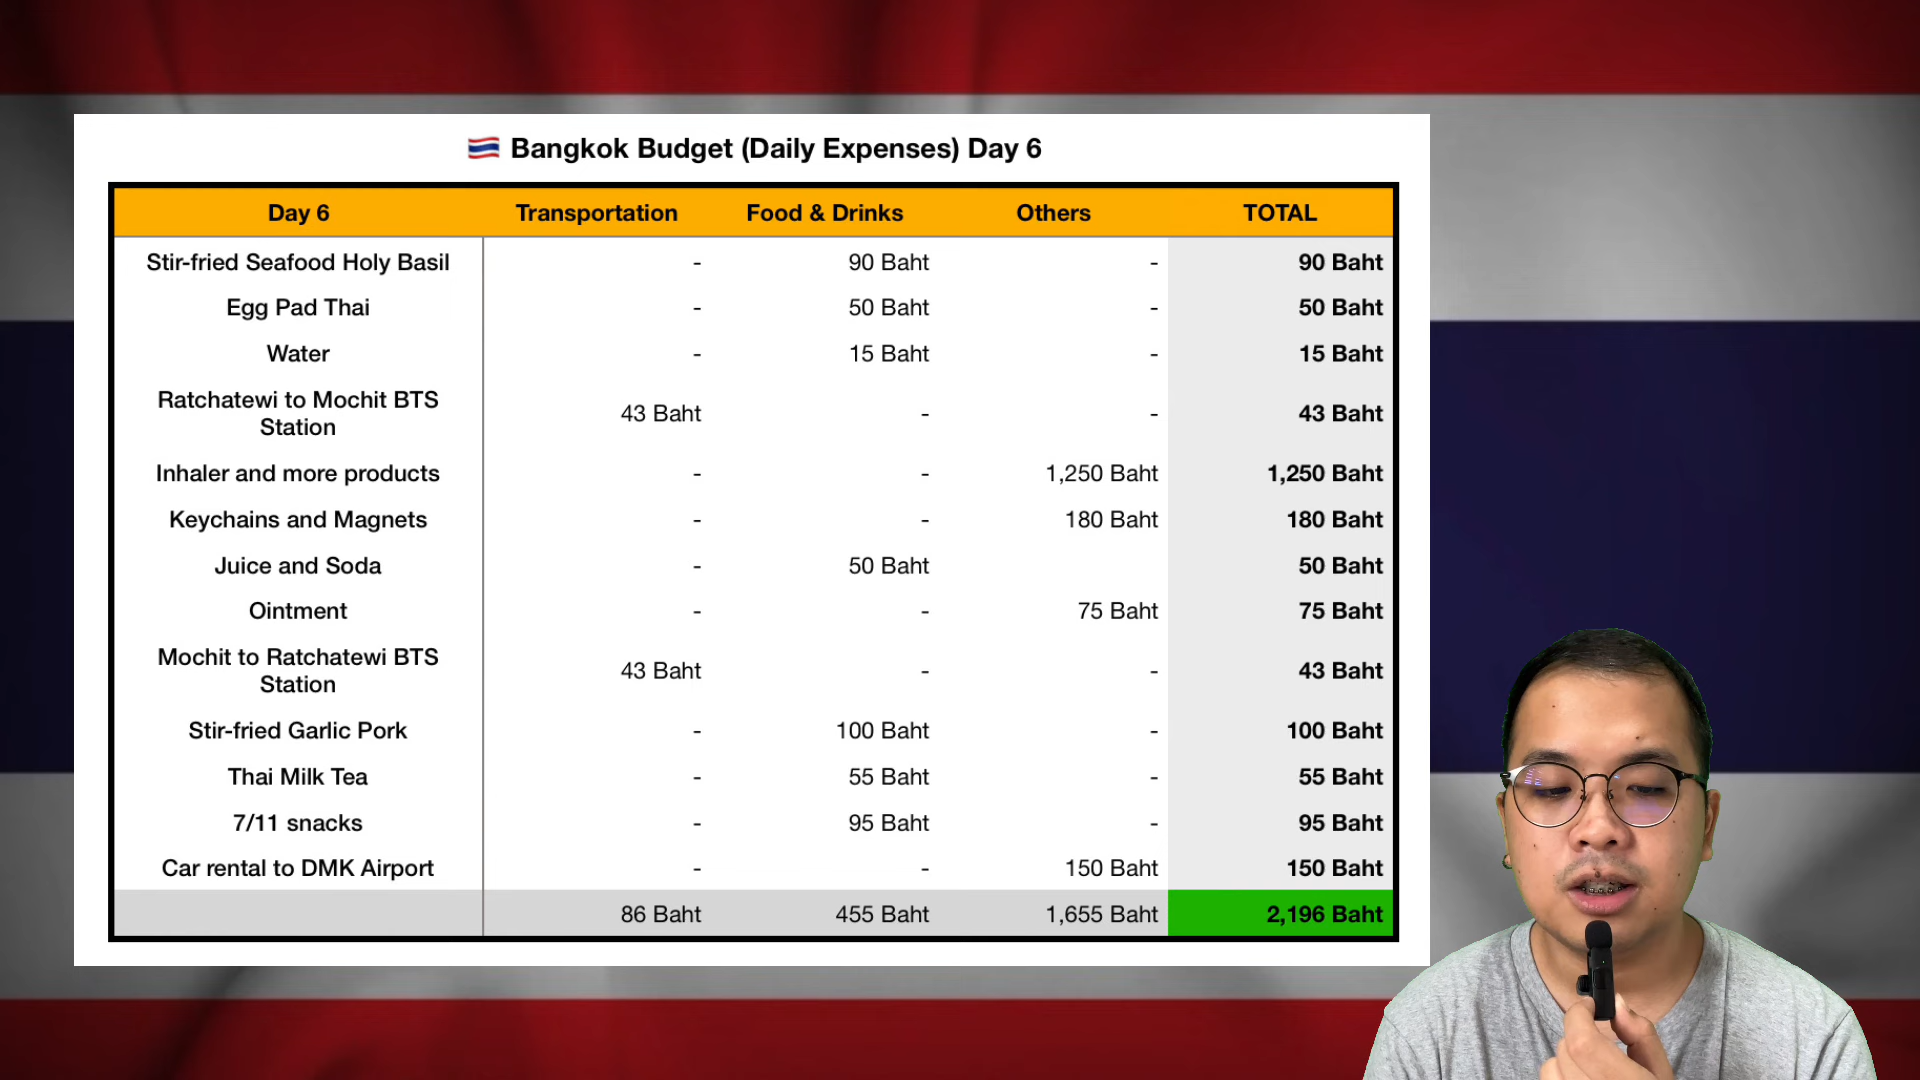 🇹🇭 Bangkok Budget (Daily Expenses) Day 6
Day 6 Transportation Food & Drinks Others TOTAL
Stir-fried Seafood Holy Basil - 90 Baht - 90 Baht
Egg Pad Thai - 50 Baht - 50 Baht
Water - 15 Baht - 15 Baht
Ratchatewi to Mochit BTS
Station 43 Baht - - 43 Baht
Inhaler and more products - - 1,250 Baht 1,250 Baht
Keychains and Magnets - - 180 Baht 180 Baht
Juice and Soda - 50 Baht 50 Baht
Ointment - - 75 Baht 75 Baht
Mochit to Ratchatewi BTS
Station 43 Baht - - 43 Baht
Stir-fried Garlic Pork - 100 Baht - 100 Baht
Thai Milk Tea - 55 Baht - 55 Baht
7/11 snacks - 95 Baht - 95 Baht
Car rental to DMK Airport - - 150 Baht 150 Baht
86 Baht 455 Baht 1,655 Baht 2,196 Baht